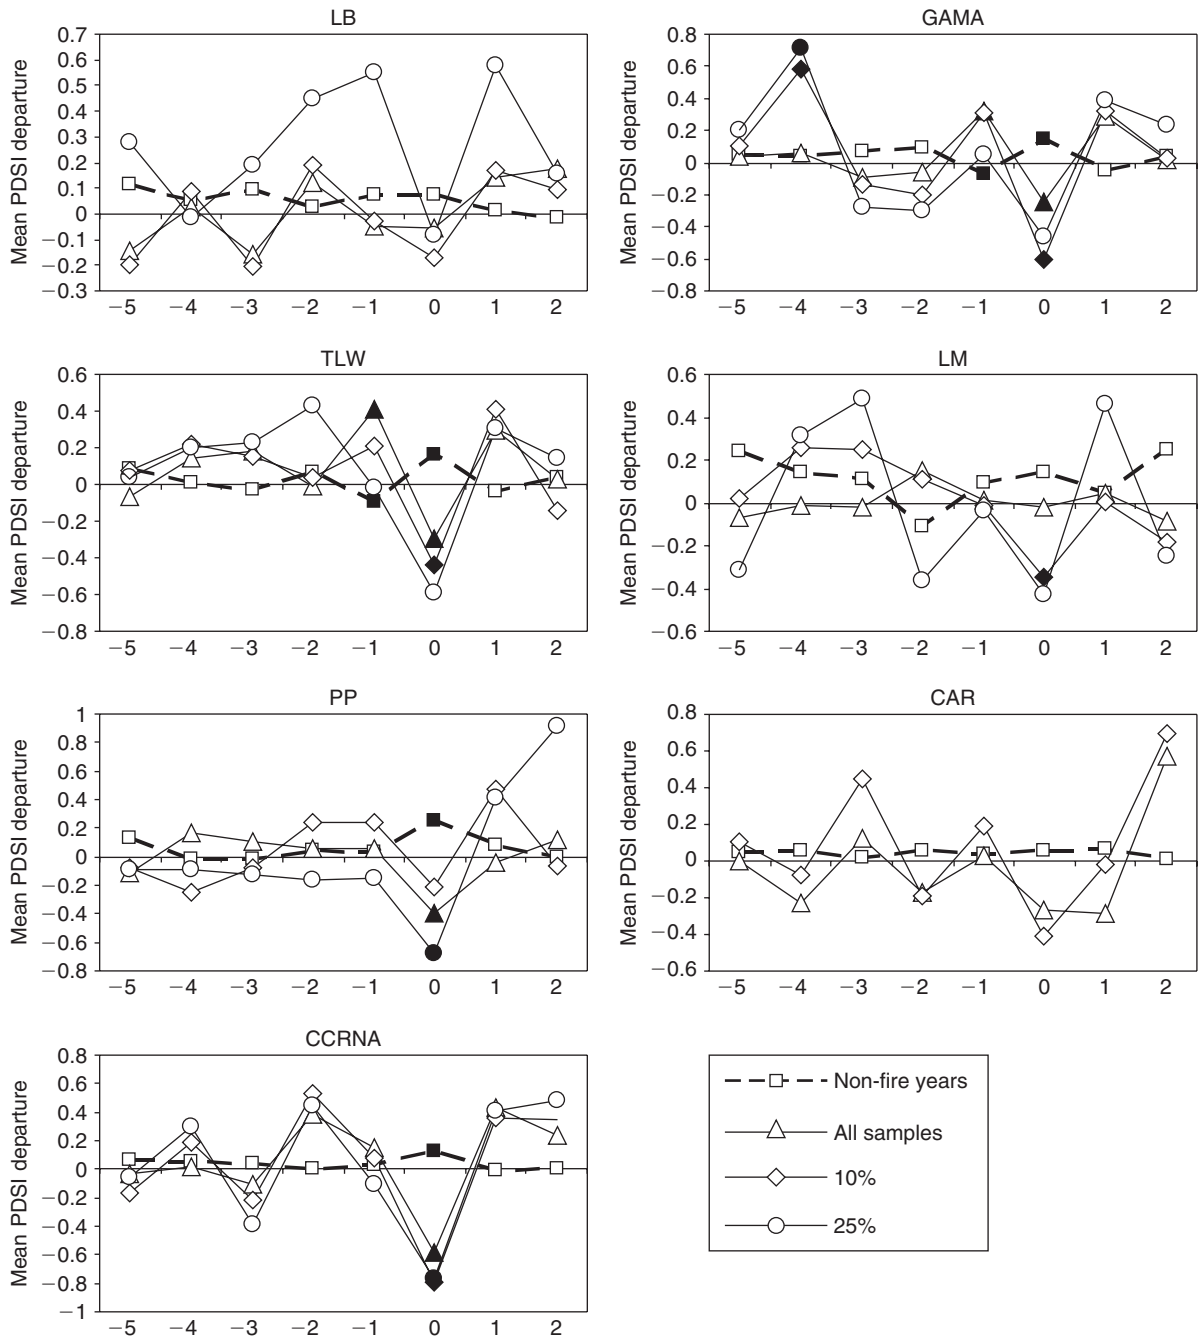 LB
Mean PDSI departure
0.7
0.6
0.5
0.4
0.3
0.2
0.1
0
−0.1
−0.2
−0.3
−5 −4 −3 −2 −1 0 1 2
GAMA
Mean PDSI departure
0.8
0.6
0.4
0.2
0
−0.2
−0.4
−0.6
−0.8
−5 −4 −3 −2 −1 0 1 2
TLW
Mean PDSI departure
0.6
0.4
0.2
0
−0.2
−0.4
−0.6
−0.8
−5 −4 −3 −2 −1 0 1 2
LM
Mean PDSI departure
0.6
0.4
0.2
0
−0.2
−0.4
−0.6
−5 −4 −3 −2 −1 0 1 2
PP
Mean PDSI departure
1
0.8
0.6
0.4
0.2
0
−0.2
−0.4
−0.6
−0.8
−5 −4 −3 −2 −1 0 1 2
CAR
Mean PDSI departure
0.8
0.6
0.4
0.2
0
−0.2
−0.4
−0.6
−5 −4 −3 −2 −1 0 1 2
CCRNA
Mean PDSI departure
0.8
0.6
0.4
0.2
0
−0.2
−0.4
−0.6
−0.8
−1
−5 −4 −3 −2 −1 0 1 2
Non-fire years
All samples
10%
25%